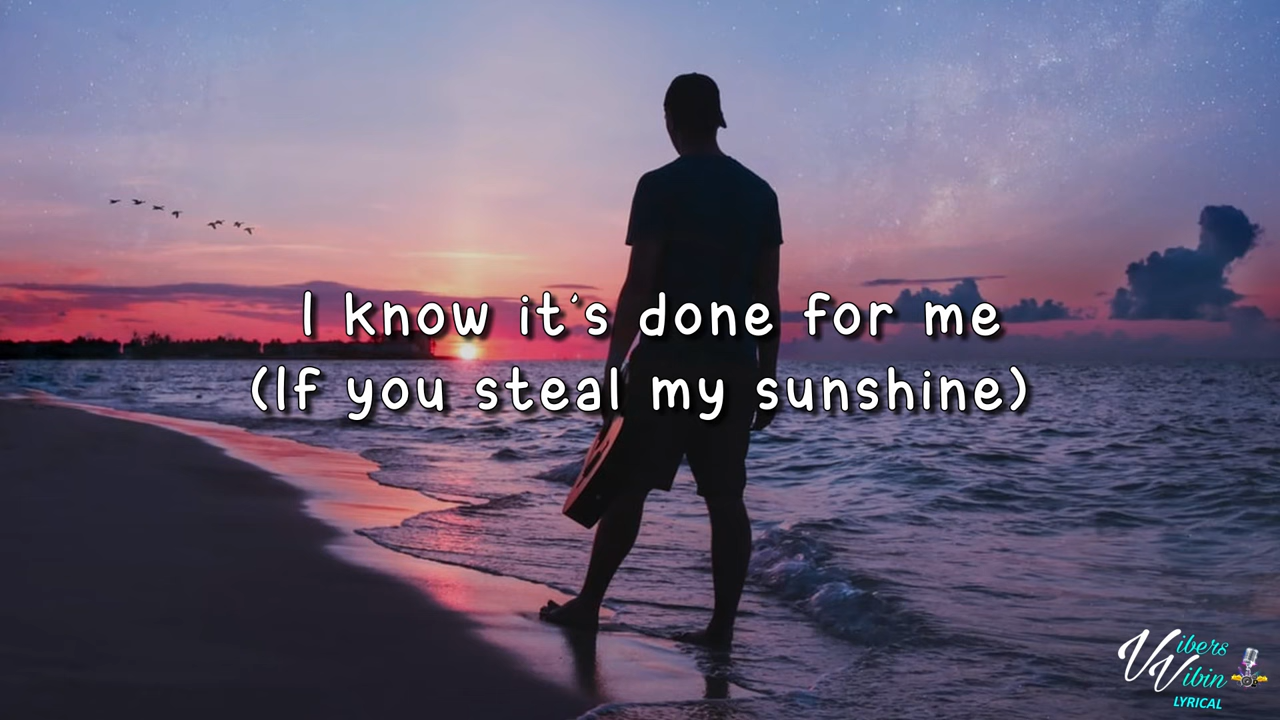 I know it's done for me
(If you steal my sunshine)
Vibers
Vibin
LYRICAL